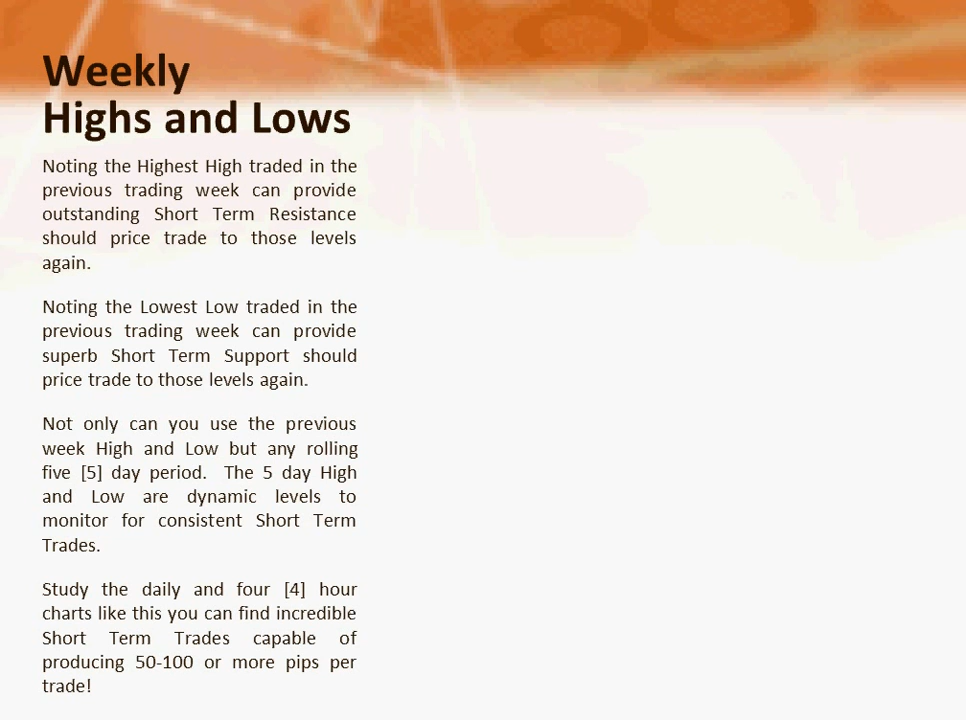 Weekly
Highs and Lows
Noting the Highest High traded in the
previous trading week can provide
outstanding Short Term Resistance
should price trade to those levels
again.
Noting the Lowest Low traded in the
previous trading week can provide
superb Short Term Support should
price trade to those levels again.
Not only can you use the previous
week High and Low but any rolling
five [5] day period.  The 5 day High
and Low are dynamic levels to
monitor for consistent Short Term
Trades.
Study the daily and four [4] hour
charts like this you can find incredible
Short Term Trades capable of
producing 50-100 or more pips per
trade!